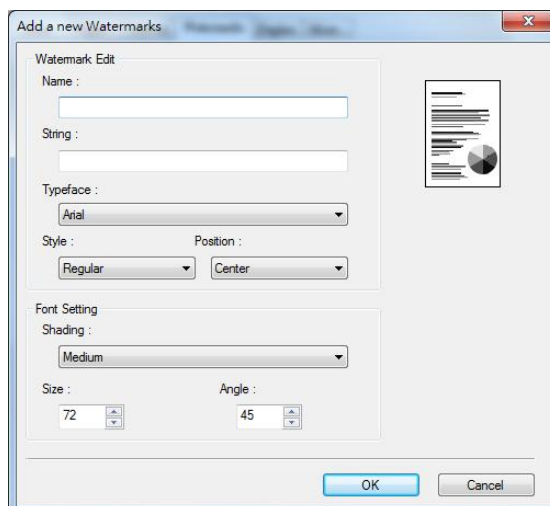 Add a new Watermarks
Watermark Edit
Name :
String :
Typeface :
Arial
Style :
Position :
Regular
Center
Font Setting
Shading :
Medium
Size :
Angle :
72
45
OK
Cancel